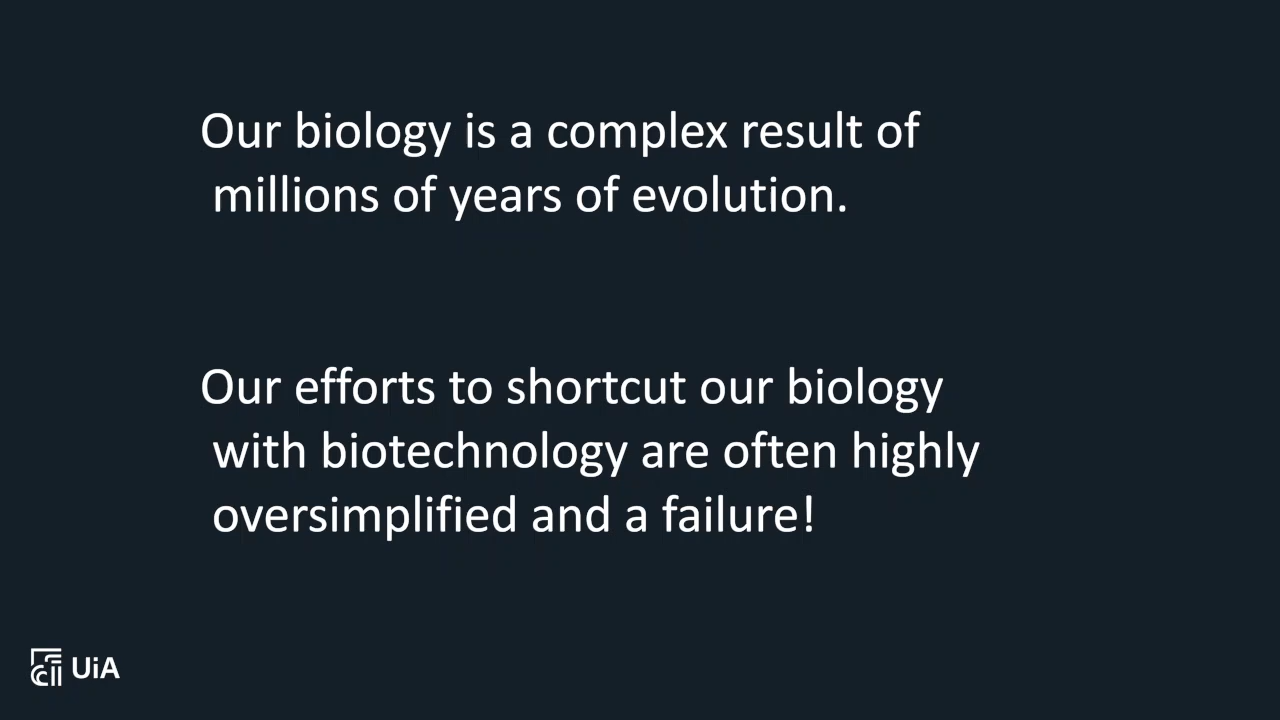 Our biology is a complex result of
millions of years of evolution.
Our efforts to shortcut our biology
with biotechnology are often highly
oversimplified and a failure!
UiA